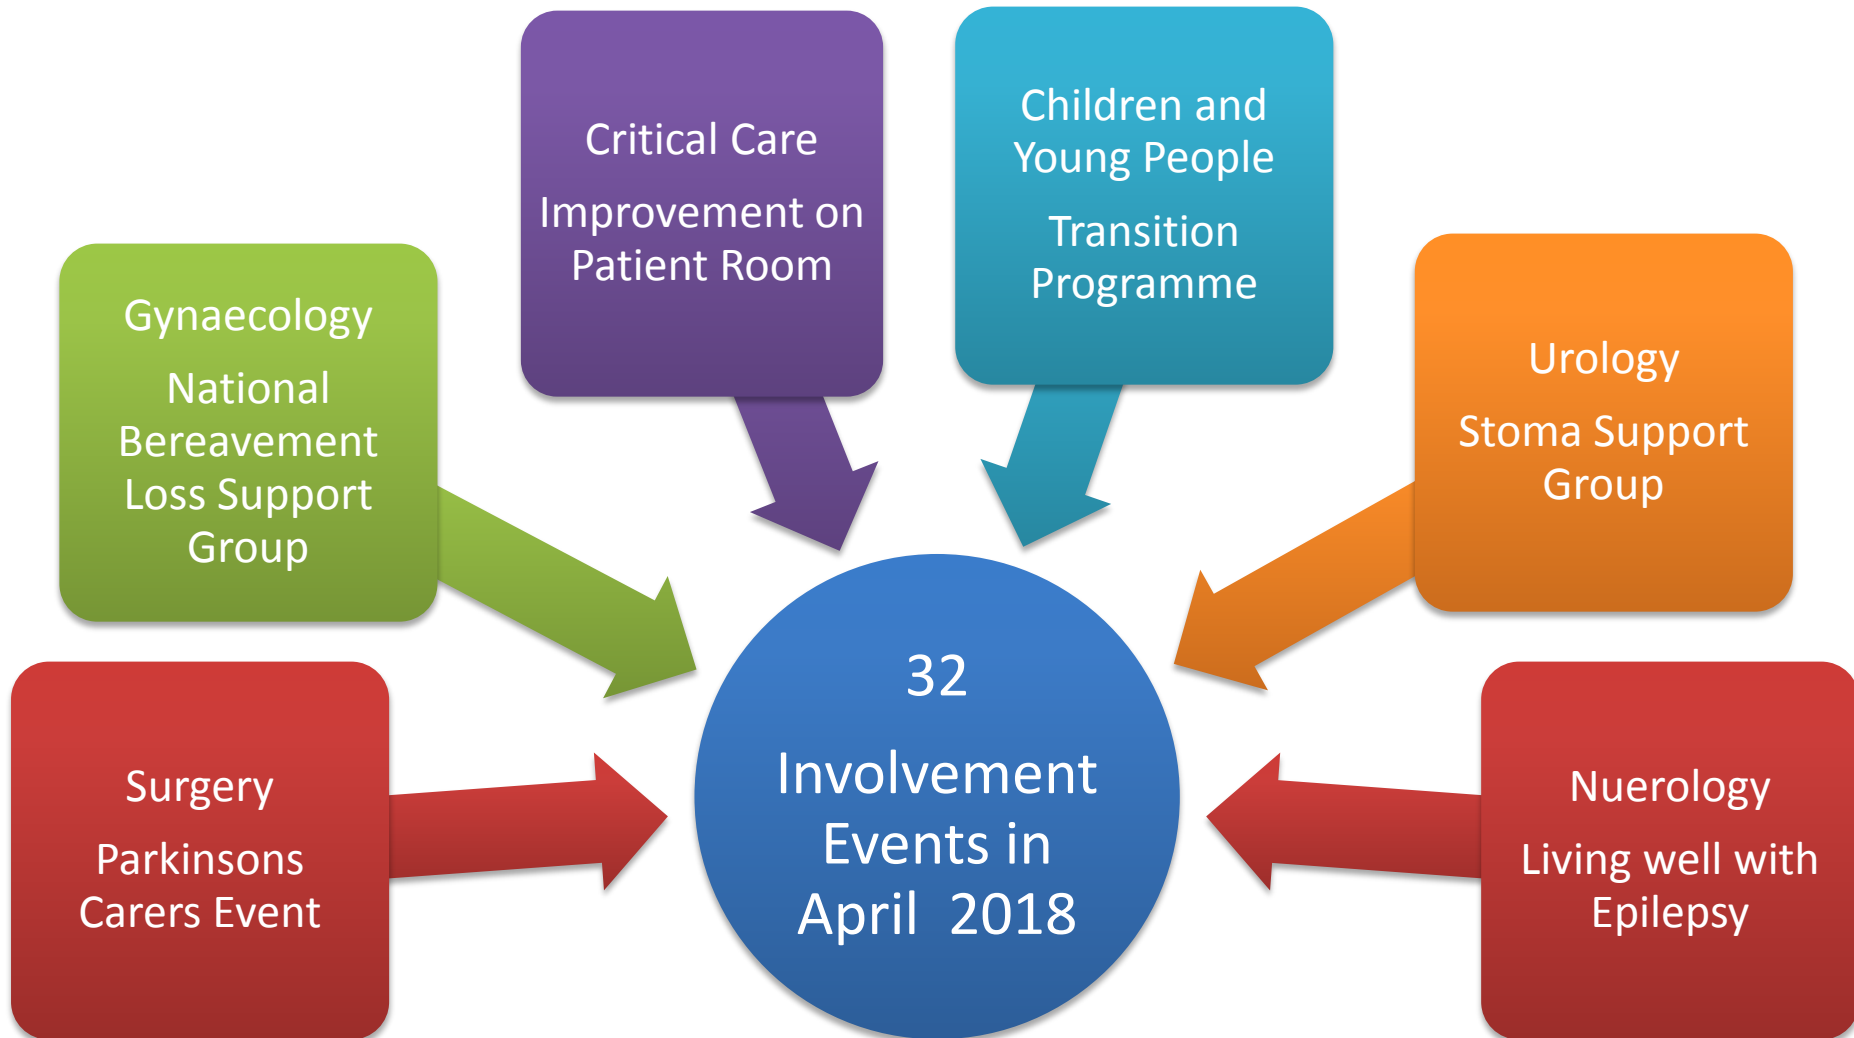 Surgery
Parkinsons
Carers Event
Gynaecology
National
Bereavement
Loss Support
Group
Critical Care
Improvement on
Patient Room
Children and
Young People
Transition
Programme
Urology
Stoma Support
Group
Nuerology
Living well with
Epilepsy
32
Involvement
Events in
April  2018